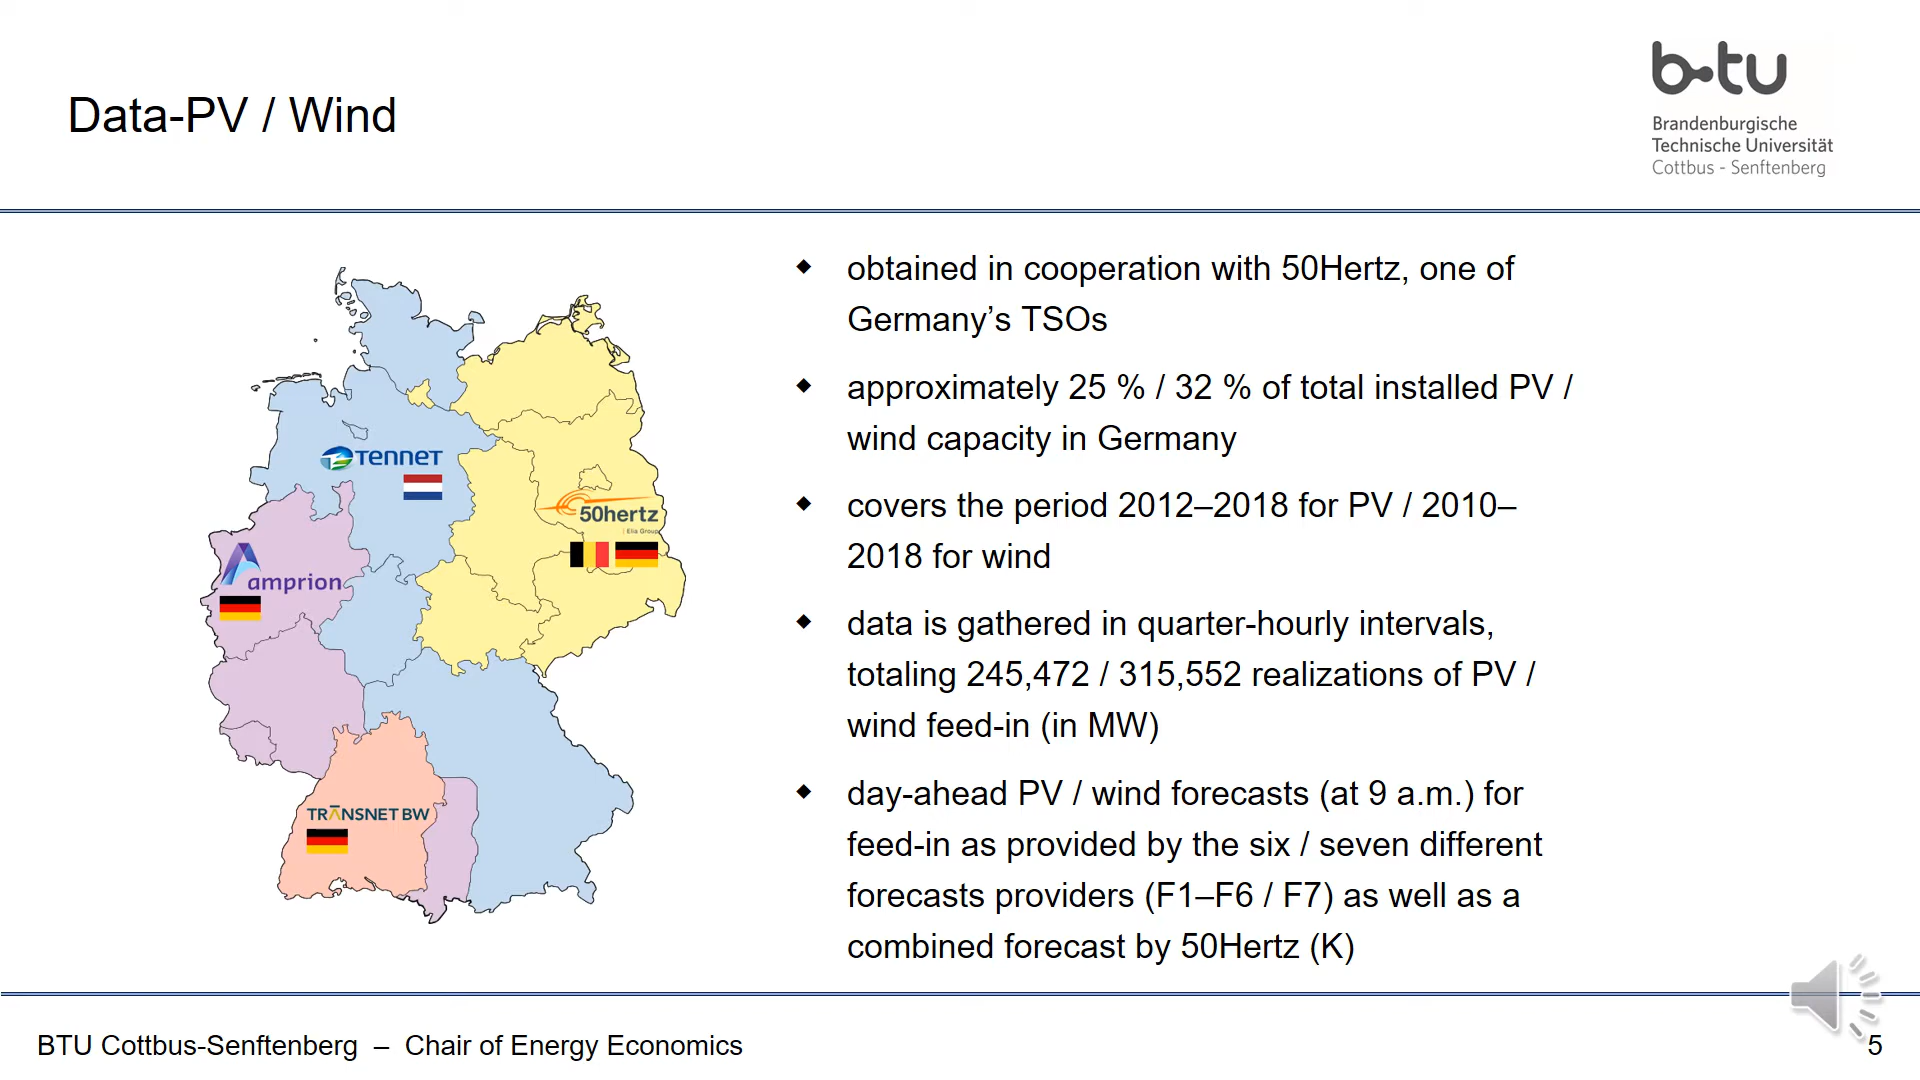 Data-PV / Wind
b-tu
Brandenburgische
Technische Universität
Cottbus - Senftenberg
TENNET
50hertz
Elia Group
amprion
TRANSNET BW
◆ obtained in cooperation with 50Hertz, one of
Germany’s TSOs
◆ approximately 25 % / 32 % of total installed PV /
wind capacity in Germany
◆ covers the period 2012–2018 for PV / 2010–
2018 for wind
◆ data is gathered in quarter-hourly intervals,
totaling 245,472 / 315,552 realizations of PV /
wind feed-in (in MW)
◆ day-ahead PV / wind forecasts (at 9 a.m.) for
feed-in as provided by the six / seven different
forecasts providers (F1–F6 / F7) as well as a
combined forecast by 50Hertz (K)
BTU Cottbus-Senftenberg – Chair of Energy Economics
5